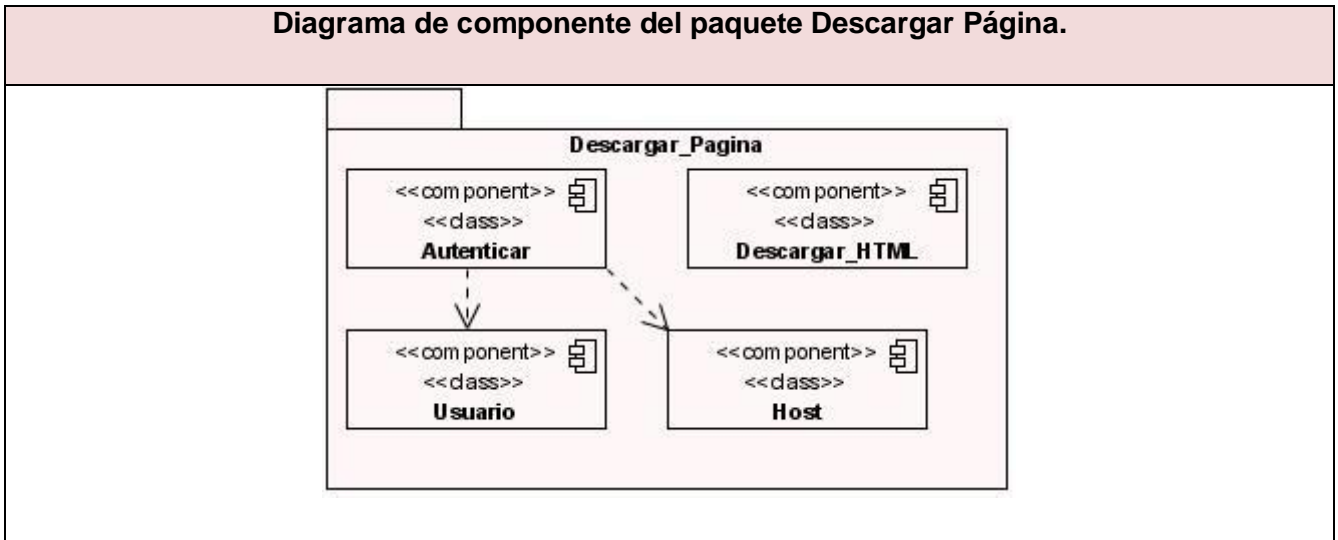 Diagrama de componente del paquete Descargar Página.
Descargar_Pagina
<<component>>
<<class>>
Autenticar
<<component>>
<<class>>
Descargar_HTML
<<component>>
<<class>>
Usuario
<<component>>
<<class>>
Host